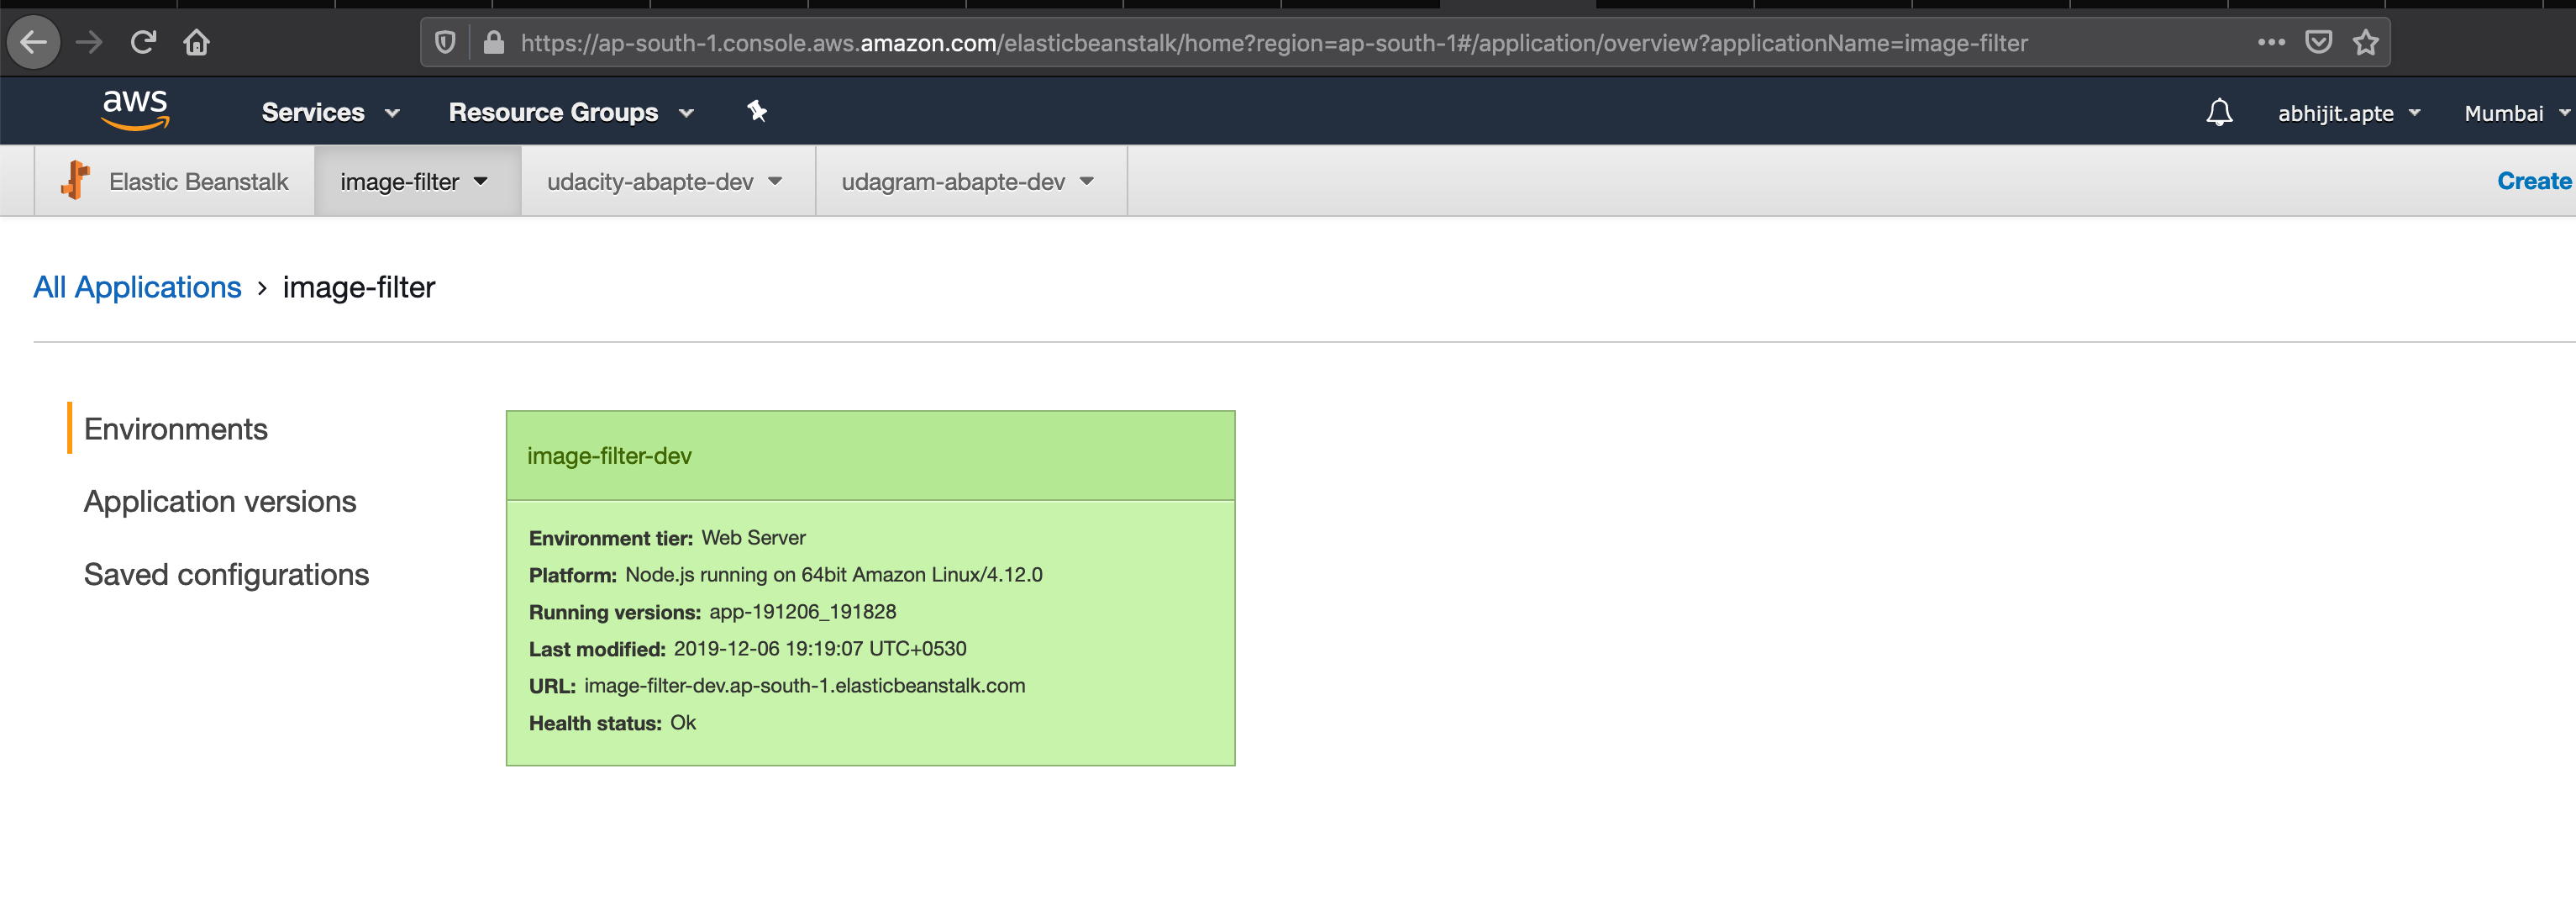 https://ap-south-1.console.aws.amazon.com/elasticbeanstalk/home?region=ap-south-1#/application/overview?applicationName=image-filter
aws Services Resource Groups abhijit.apte Mumbai
Elastic Beanstalk image-filter udacity-abapte-dev udagram-abapte-dev Create
All Applications › image-filter
Environments
Application versions
Saved configurations
image-filter-dev
Environment tier: Web Server
Platform: Node.js running on 64bit Amazon Linux/4.12.0
Running versions: app-191206_191828
Last modified: 2019-12-06 19:19:07 UTC+0530
URL: image-filter-dev.ap-south-1.elasticbeanstalk.com
Health status: Ok